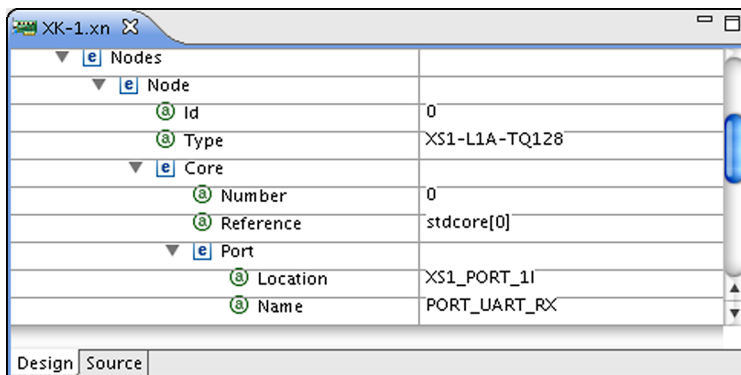 XK-1.xn
e Nodes
e Node
a Id 0
a Type XS1-L1A-TQ128
e Core
a Number 0
a Reference stdcore[0]
e Port
a Location XS1_PORT_1I
a Name PORT_UART_RX
Design Source